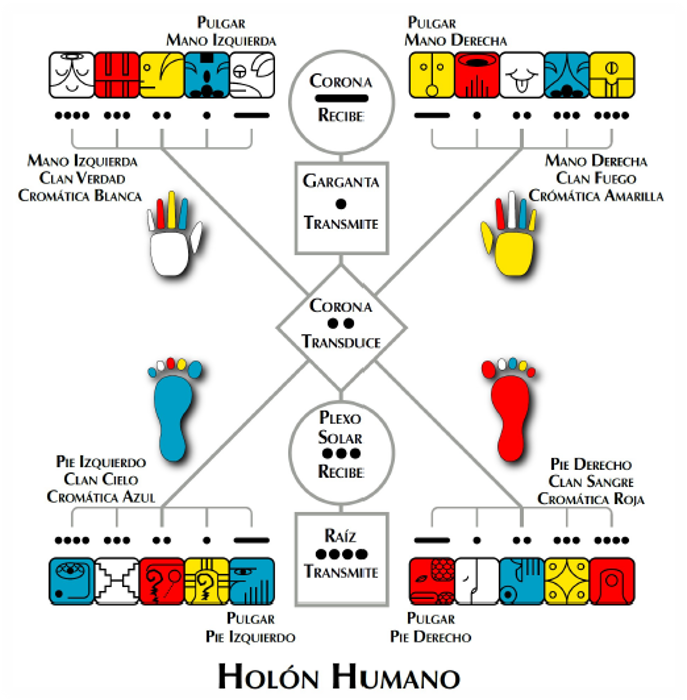 Pulgar
Mano Izquierda
Pulgar
Mano Derecha
Corona
Recibe
Mano Izquierda
Clan Verdad
Cromática Blanca
Garganta
Transmite
Mano Derecha
Clan Fuego
Crómática Amarilla
Corona
Transduce
Plexo
Solar
Recibe
Pie Izquierdo
Clan Cielo
Cromática Azul
Pie Derecho
Clan Sangre
Cromática Roja
Raíz
Transmite
Pulgar
Pie Izquierdo
Pulgar
Pie Derecho
Holón Humano